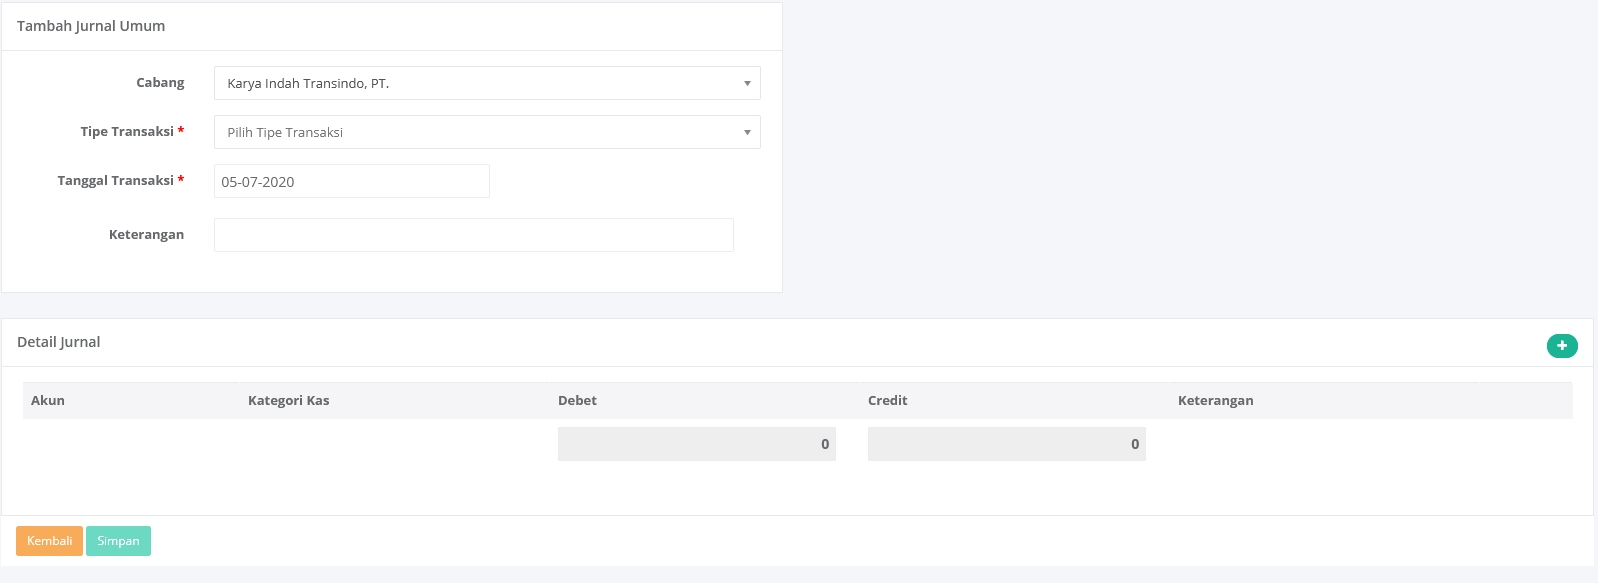 Tambah Jurnal Umum
Cabang
Karya Indah Transindo, PT.
Tipe Transaksi *
Pilih Tipe Transaksi
Tanggal Transaksi *
05-07-2020
Keterangan
Detail Jurnal
Akun Kategori Kas Debet Credit Keterangan
0 0
Kembali Simpan